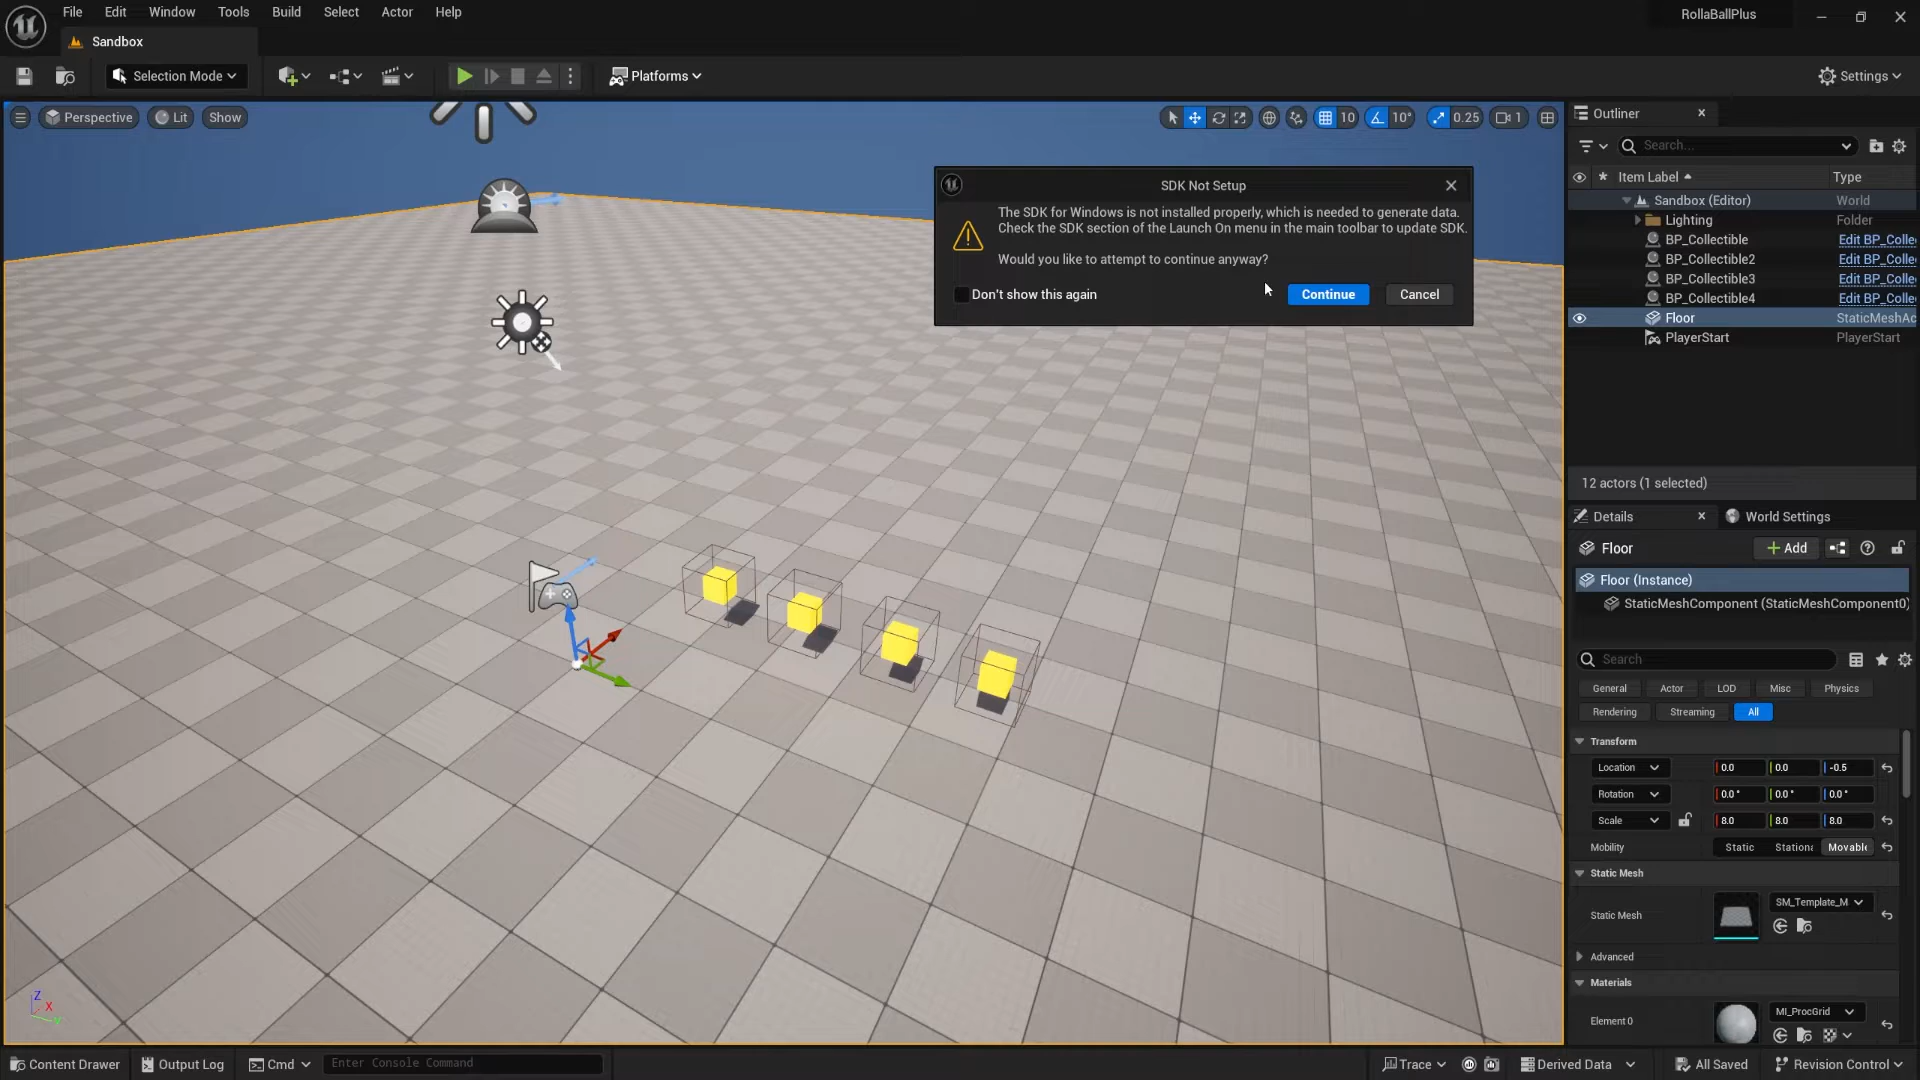 File Edit Window Tools Build Select Actor Help
RollaBallPlus
Sandbox
Selection Mode
Platforms
Settings
Perspective Lit Show
10 10° 0.25 1
SDK Not Setup
The SDK for Windows is not installed properly, which is needed to generate data.
Check the SDK section of the Launch On menu in the main toolbar to update SDK.
Would you like to attempt to continue anyway?
Don't show this again
Continue Cancel
Outliner
Search...
Item Label Type
Sandbox (Editor) World
Lighting Folder
BP_Collectible Edit BP_Colle
BP_Collectible2 Edit BP_Colle
BP_Collectible3 Edit BP_Colle
BP_Collectible4 Edit BP_Colle
Floor StaticMeshAc
PlayerStart PlayerStart
12 actors (1 selected)
Details World Settings
Floor Add
Floor (Instance)
StaticMeshComponent (StaticMeshComponent0)
Search
General Actor LOD Misc Physics
Rendering Streaming All
Transform
Location 0.0 0.0 -0.5
Rotation 0.0 ° 0.0 ° 0.0 °
Scale 8.0 8.0 8.0
Mobility Static Stationa Movable
Static Mesh
Static Mesh SM_Template_M
Advanced
Materials
Element 0 MI_ProcGrid
Z
X
Y
Content Drawer Output Log Cmd Enter Console Command
Trace Derived Data All Saved Revision Control